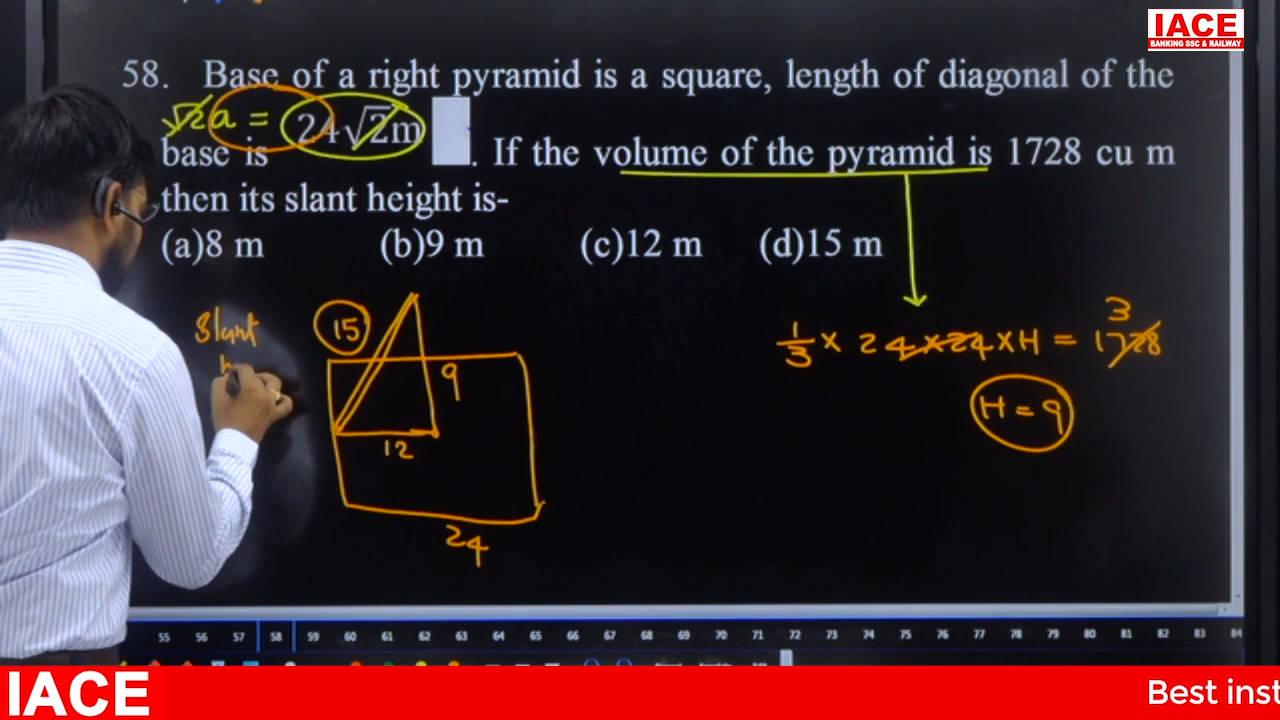 IACE
BANKING SSC & RAILWAY
58. Base of a right pyramid is a square, length of diagonal of the
√2a = 24√2m
base is . If the volume of the pyramid is 1728 cu m
then its slant height is-
(a)8 m (b)9 m (c)12 m (d)15 m
Slant
h
15
9
12
24
3
1/3 × 24 × 24 × H = 1728
H = 9
55 56 57 58 59 60 61 62 63 64 65 66 67 68 69 70 71 72 73 74 75 76 77 78 79 80 81 82 83 84
IACE
Best inst